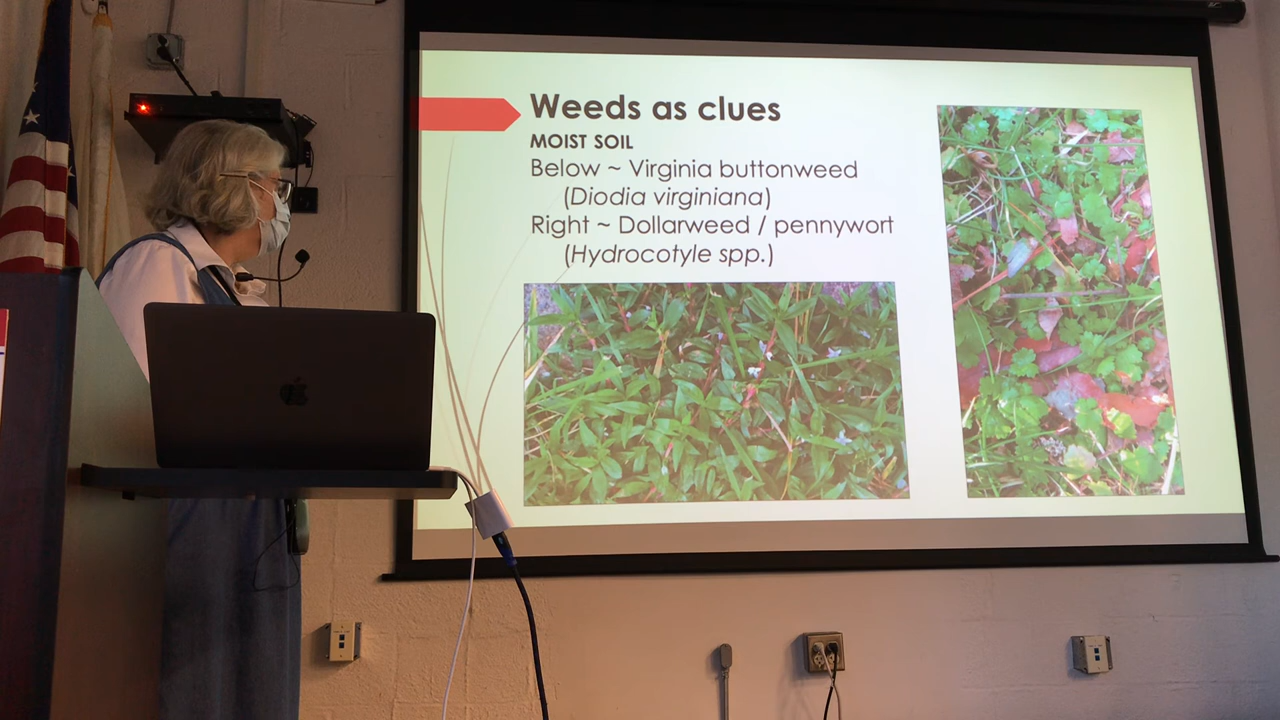 Weeds as clues
MOIST SOIL
Below ~ Virginia buttonweed
(Diodia virginiana)
Right ~ Dollarweed / pennywort
(Hydrocotyle spp.)